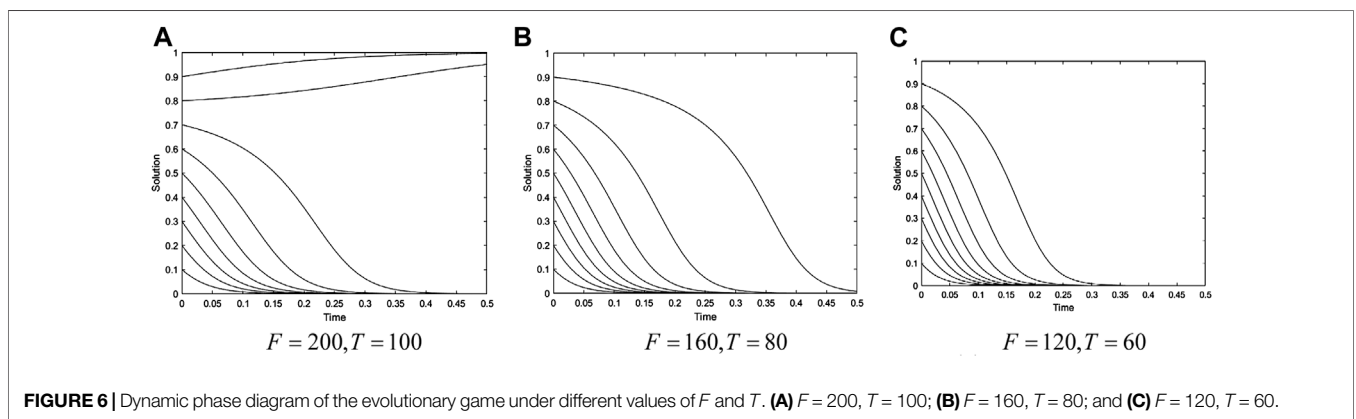 A
1
0.9
0.8
0.7
0.6
0.5
0.4
0.3
0.2
0.1
0
Solution
0 0.05 0.1 0.15 0.2 0.25 0.3 0.35 0.4 0.45 0.5
Time
F = 200, T = 100
B
1
0.9
0.8
0.7
0.6
0.5
0.4
0.3
0.2
0.1
0
Solution
0 0.05 0.1 0.15 0.2 0.25 0.3 0.35 0.4 0.45 0.5
Time
F = 160, T = 80
C
1
0.9
0.8
0.7
0.6
0.5
0.4
0.3
0.2
0.1
0
Solution
0 0.05 0.1 0.15 0.2 0.25 0.3 0.35 0.4 0.45 0.5
Time
F = 120, T = 60
FIGURE 6 | Dynamic phase diagram of the evolutionary game under different values of F and T. (A) F = 200, T = 100; (B) F = 160, T = 80; and (C) F = 120, T = 60.